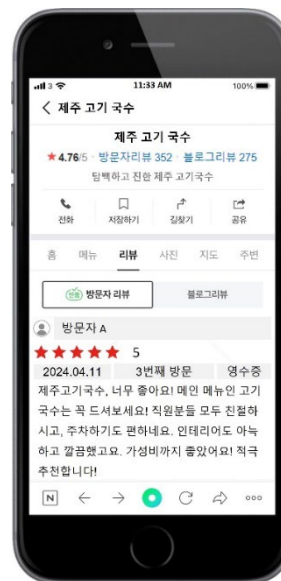 3 11:33 AM 100%
제주 고기 국수
제주 고기 국수
★4.76/5 · 방문자리뷰 352 · 블로그리뷰 275
담백하고 진한 제주 고기국수
전화 저장하기 길찾기 공유
홈 메뉴 리뷰 사진 지도 주변
방문자 리뷰 블로그리뷰
방문자 A
★★★★★ 5
2024.04.11 3번째 방문 영수증
제주고기국수, 너무 좋아요! 메인 메뉴인 고기
국수는 꼭 드셔보세요! 직원분들 모두 친절하
시고, 주차하기도 편하네요. 인테리어도 아늑
하고 깔끔했고요. 가성비까지 좋았어요! 적극
추천합니다!
N